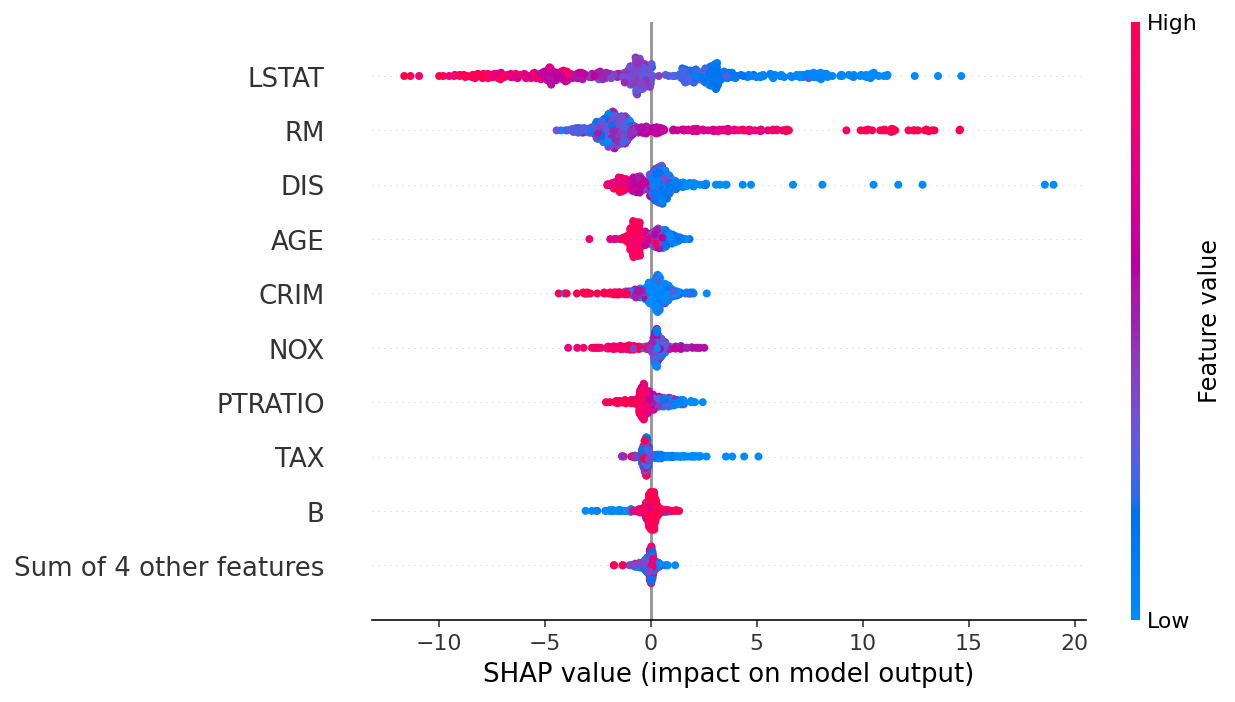 High
LSTAT
RM
DIS
AGE
CRIM
NOX
PTRATIO
TAX
B
Sum of 4 other features
Feature value
Low
−10 −5 0 5 10 15 20
SHAP value (impact on model output)